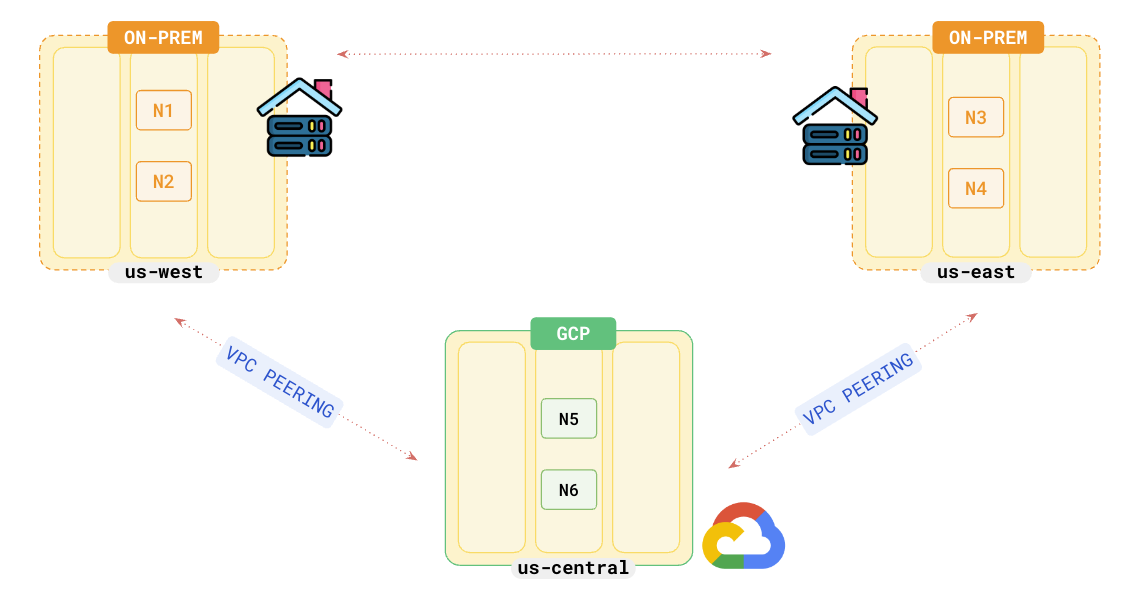 ON-PREM
N1
N2
us-west
ON-PREM
N3
N4
us-east
VPC PEERING
VPC PEERING
GCP
N5
N6
us-central